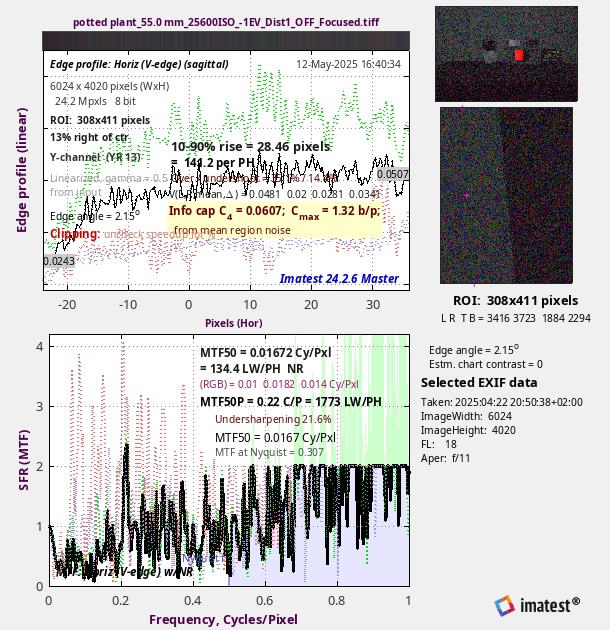 potted plant_55.0 mm_25600ISO_-1EV_Dist1_OFF_Focused.tiff
Edge profile: Horiz (V-edge) (sagittal)
12-May-2025 16:40:34
6024 x 4020 pixels (WxH)
24.2 Mpxls 8 bit
ROI: 308x411 pixels
13% right of ctr
10-90% rise = 28.46 pixels
= 141.2 per PH
Y-channel (YR 13)
Linearized, gamma = 0.5
from input
0.0507
Edge angle = 2.15°
Info cap C4 = 0.0607; Cmax = 1.32 b/p;
from mean region noise
Clipping:
0.0243
Imatest 24.2.6 Master
Edge profile (linear)
-20 -10 0 10 20 30
Pixels (Hor)
ROI: 308x411 pixels
L R T B = 3416 3723 1884 2294
Edge angle = 2.15°
Estm. chart contrast = 0
Selected EXIF data
Taken: 2025:04:22 20:50:38+02:00
ImageWidth: 6024
ImageHeight: 4020
FL: 18
Aper: f/11
MTF50 = 0.01672 Cy/Pxl
= 134.4 LW/PH NR
(RGB) = 0.01 0.0182 0.014 Cy/Pxl
MTF50P = 0.22 C/P = 1773 LW/PH
Undersharpening 21.6%
MTF50 = 0.0167 Cy/Pxl
MTF at Nyquist = 0.307
SFR (MTF)
4
3
2
1
0
0 0.2 0.4 0.6 0.8 1
Frequency, Cycles/Pixel
imatest®